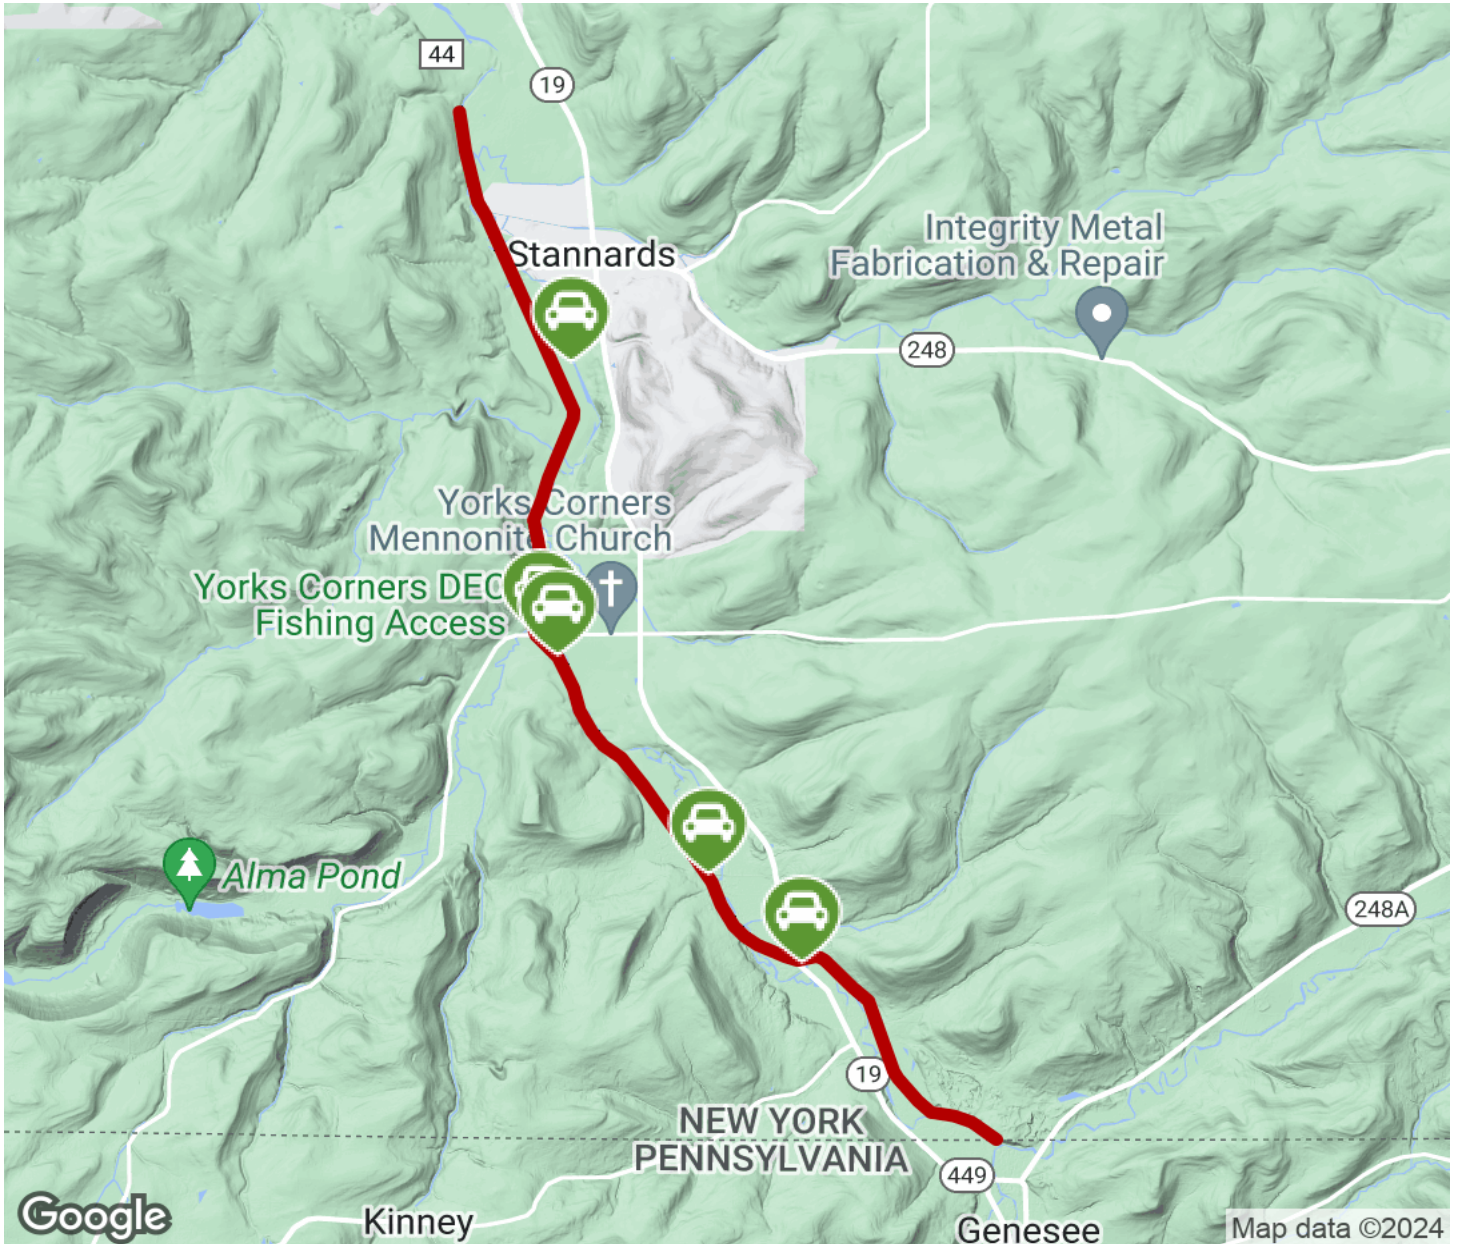 44
19
Stannards
Integrity Metal
Fabrication & Repair
248
Yorks Corners
Mennonite Church
Yorks Corners DEC
Fishing Access
Alma Pond
248A
19
NEW YORK
PENNSYLVANIA
449
Kinney
Genesee
Google
Map data ©2024